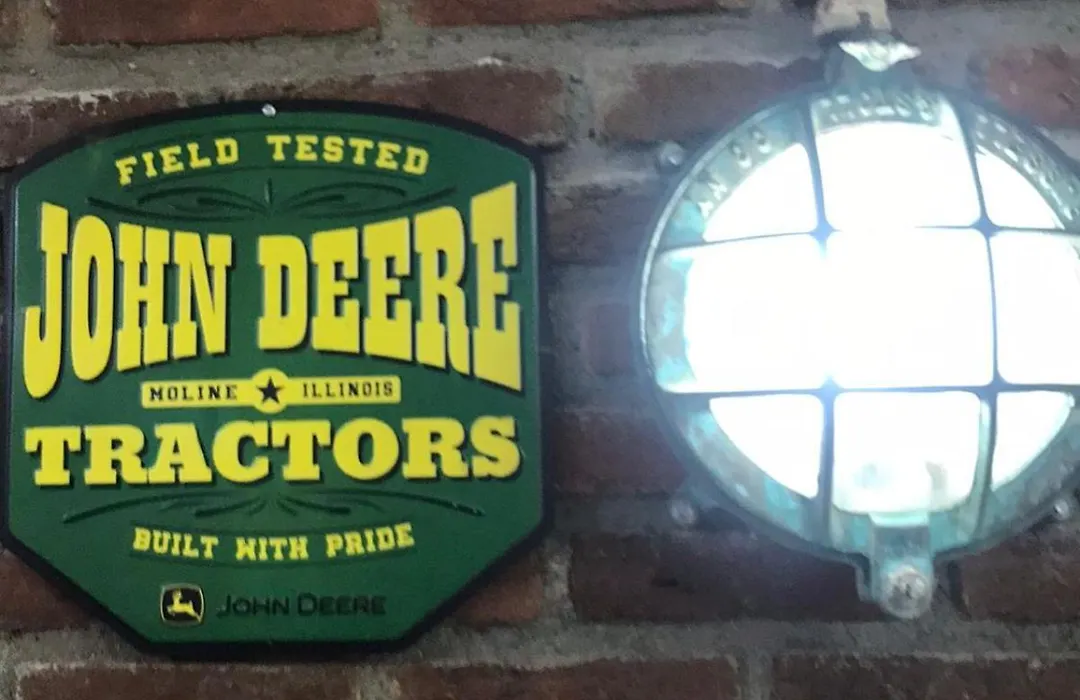 FIELD TESTED
JOHN DEERE
MOLINE ★ ILLINOIS
TRACTORS
BUILT WITH PRIDE
JOHN DEERE